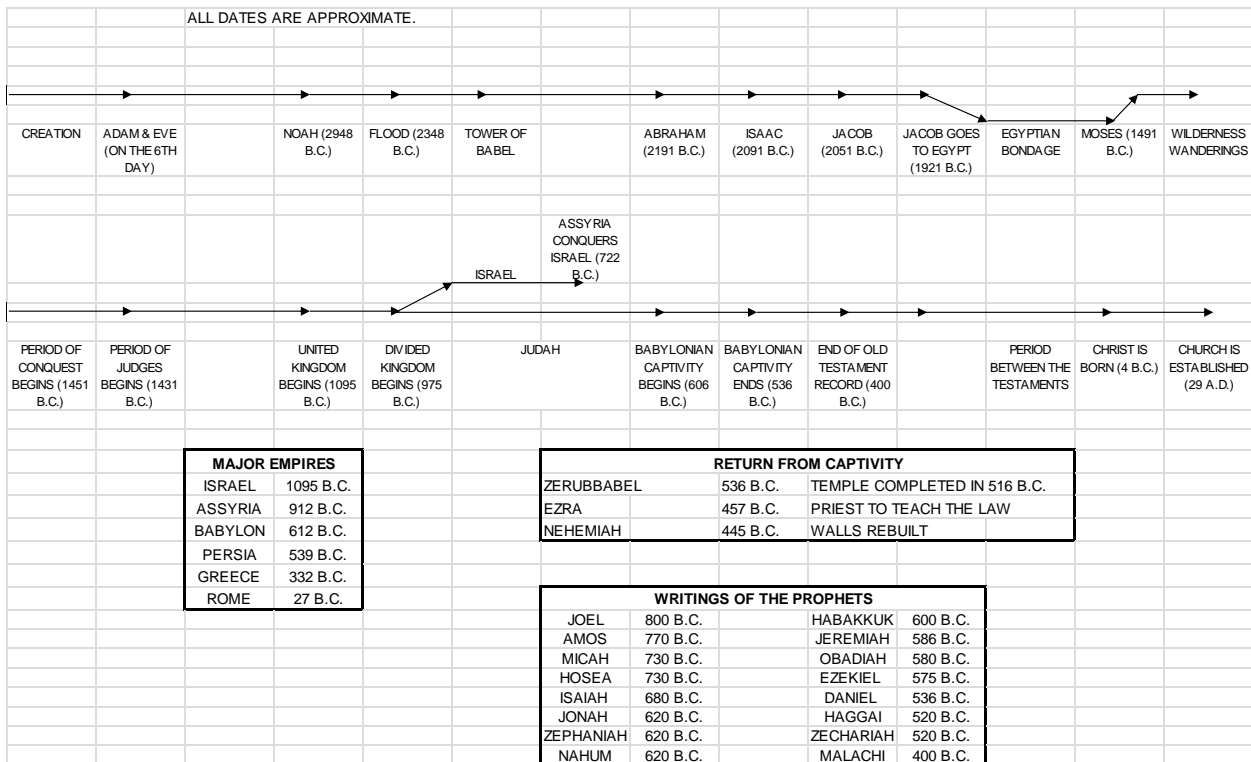 ALL DATES ARE APPROXIMATE.
CREATION
ADAM & EVE
(ON THE 6TH
DAY)
NOAH (2948
B.C.)
FLOOD (2348
B.C.)
TOWER OF
BABEL
ABRAHAM
(2191 B.C.)
ISAAC
(2091 B.C.)
JACOB
(2051 B.C.)
JACOB GOES
TO EGYPT
(1921 B.C.)
EGYPTIAN
BONDAGE
MOSES (1491
B.C.)
WILDERNESS
WANDERINGS
ASSYRIA
CONQUERS
ISRAEL (722
B.C.)
ISRAEL
PERIOD OF
CONQUEST
BEGINS (1451
B.C.)
PERIOD OF
JUDGES
BEGINS (1431
B.C.)
UNITED
KINGDOM
BEGINS (1095
B.C.)
DIVIDED
KINGDOM
BEGINS (975
B.C.)
JUDAH
BABYLONIAN
CAPTIVITY
BEGINS (606
B.C.)
BABYLONIAN
CAPTIVITY
ENDS (536
B.C.)
END OF OLD
TESTAMENT
RECORD (400
B.C.)
PERIOD
BETWEEN THE
TESTAMENTS
CHRIST IS
BORN (4 B.C.)
CHURCH IS
ESTABLISHED
(29 A.D.)
MAJOR EMPIRES
ISRAEL 1095 B.C.
ASSYRIA 912 B.C.
BABYLON 612 B.C.
PERSIA 539 B.C.
GREECE 332 B.C.
ROME 27 B.C.
RETURN FROM CAPTIVITY
ZERUBBABEL 536 B.C. TEMPLE COMPLETED IN 516 B.C.
EZRA 457 B.C. PRIEST TO TEACH THE LAW
NEHEMIAH 445 B.C. WALLS REBUILT
WRITINGS OF THE PROPHETS
JOEL 800 B.C. HABAKKUK 600 B.C.
AMOS 770 B.C. JEREMIAH 586 B.C.
MICAH 730 B.C. OBADIAH 580 B.C.
HOSEA 730 B.C. EZEKIEL 575 B.C.
ISAIAH 680 B.C. DANIEL 536 B.C.
JONAH 620 B.C. HAGGAI 520 B.C.
ZEPHANIAH 620 B.C. ZECHARIAH 520 B.C.
NAHUM 620 B.C. MALACHI 400 B.C.